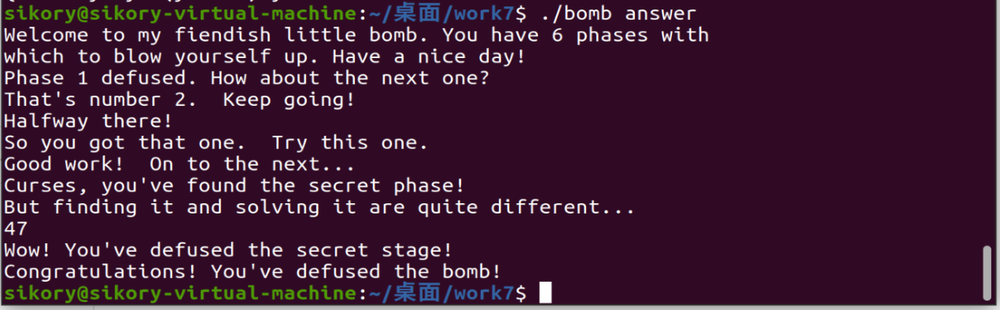 sikory@sikory-virtual-machine:~/桌面/work7$ ./bomb answer
Welcome to my fiendish little bomb. You have 6 phases with
which to blow yourself up. Have a nice day!
Phase 1 defused. How about the next one?
That's number 2.  Keep going!
Halfway there!
So you got that one.  Try this one.
Good work!  On to the next...
Curses, you've found the secret phase!
But finding it and solving it are quite different...
47
Wow! You've defused the secret stage!
Congratulations! You've defused the bomb!
sikory@sikory-virtual-machine:~/桌面/work7$